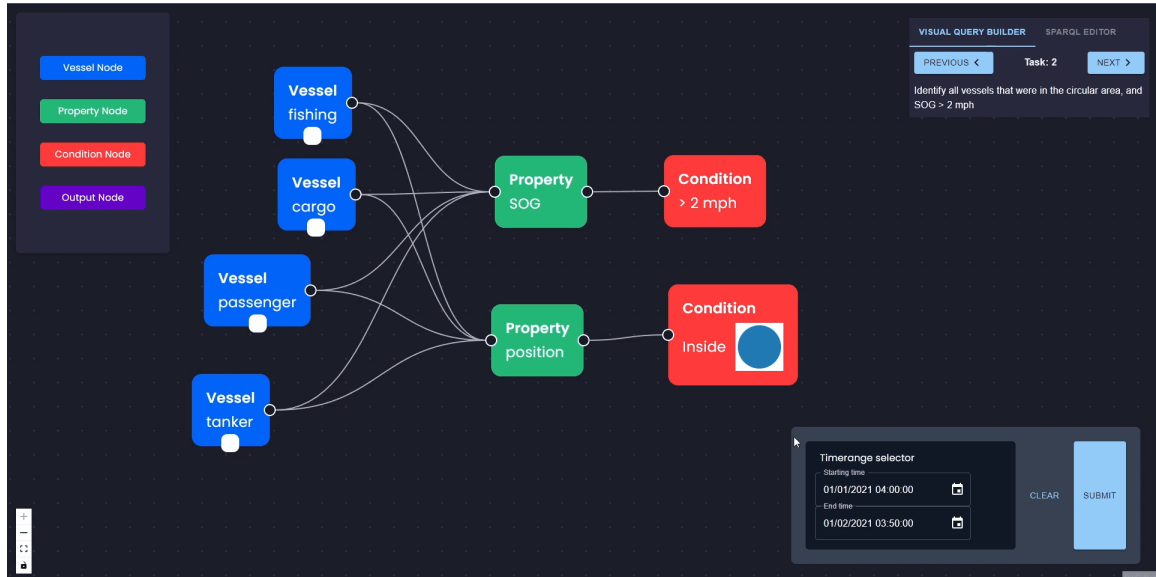 Vessel Node
Property Node
Condition Node
Output Node
Vessel
fishing
Vessel
cargo
Vessel
passenger
Vessel
tanker
Property
SOG
Property
position
Condition
> 2 mph
Condition
Inside
VISUAL QUERY BUILDER SPARQL EDITOR
PREVIOUS Task: 2 NEXT
Identify all vessels that were in the circular area, and
SOG > 2 mph
Timerange selector
Starting time
01/01/2021 04:00:00
End time
01/02/2021 03:50:00
CLEAR
SUBMIT